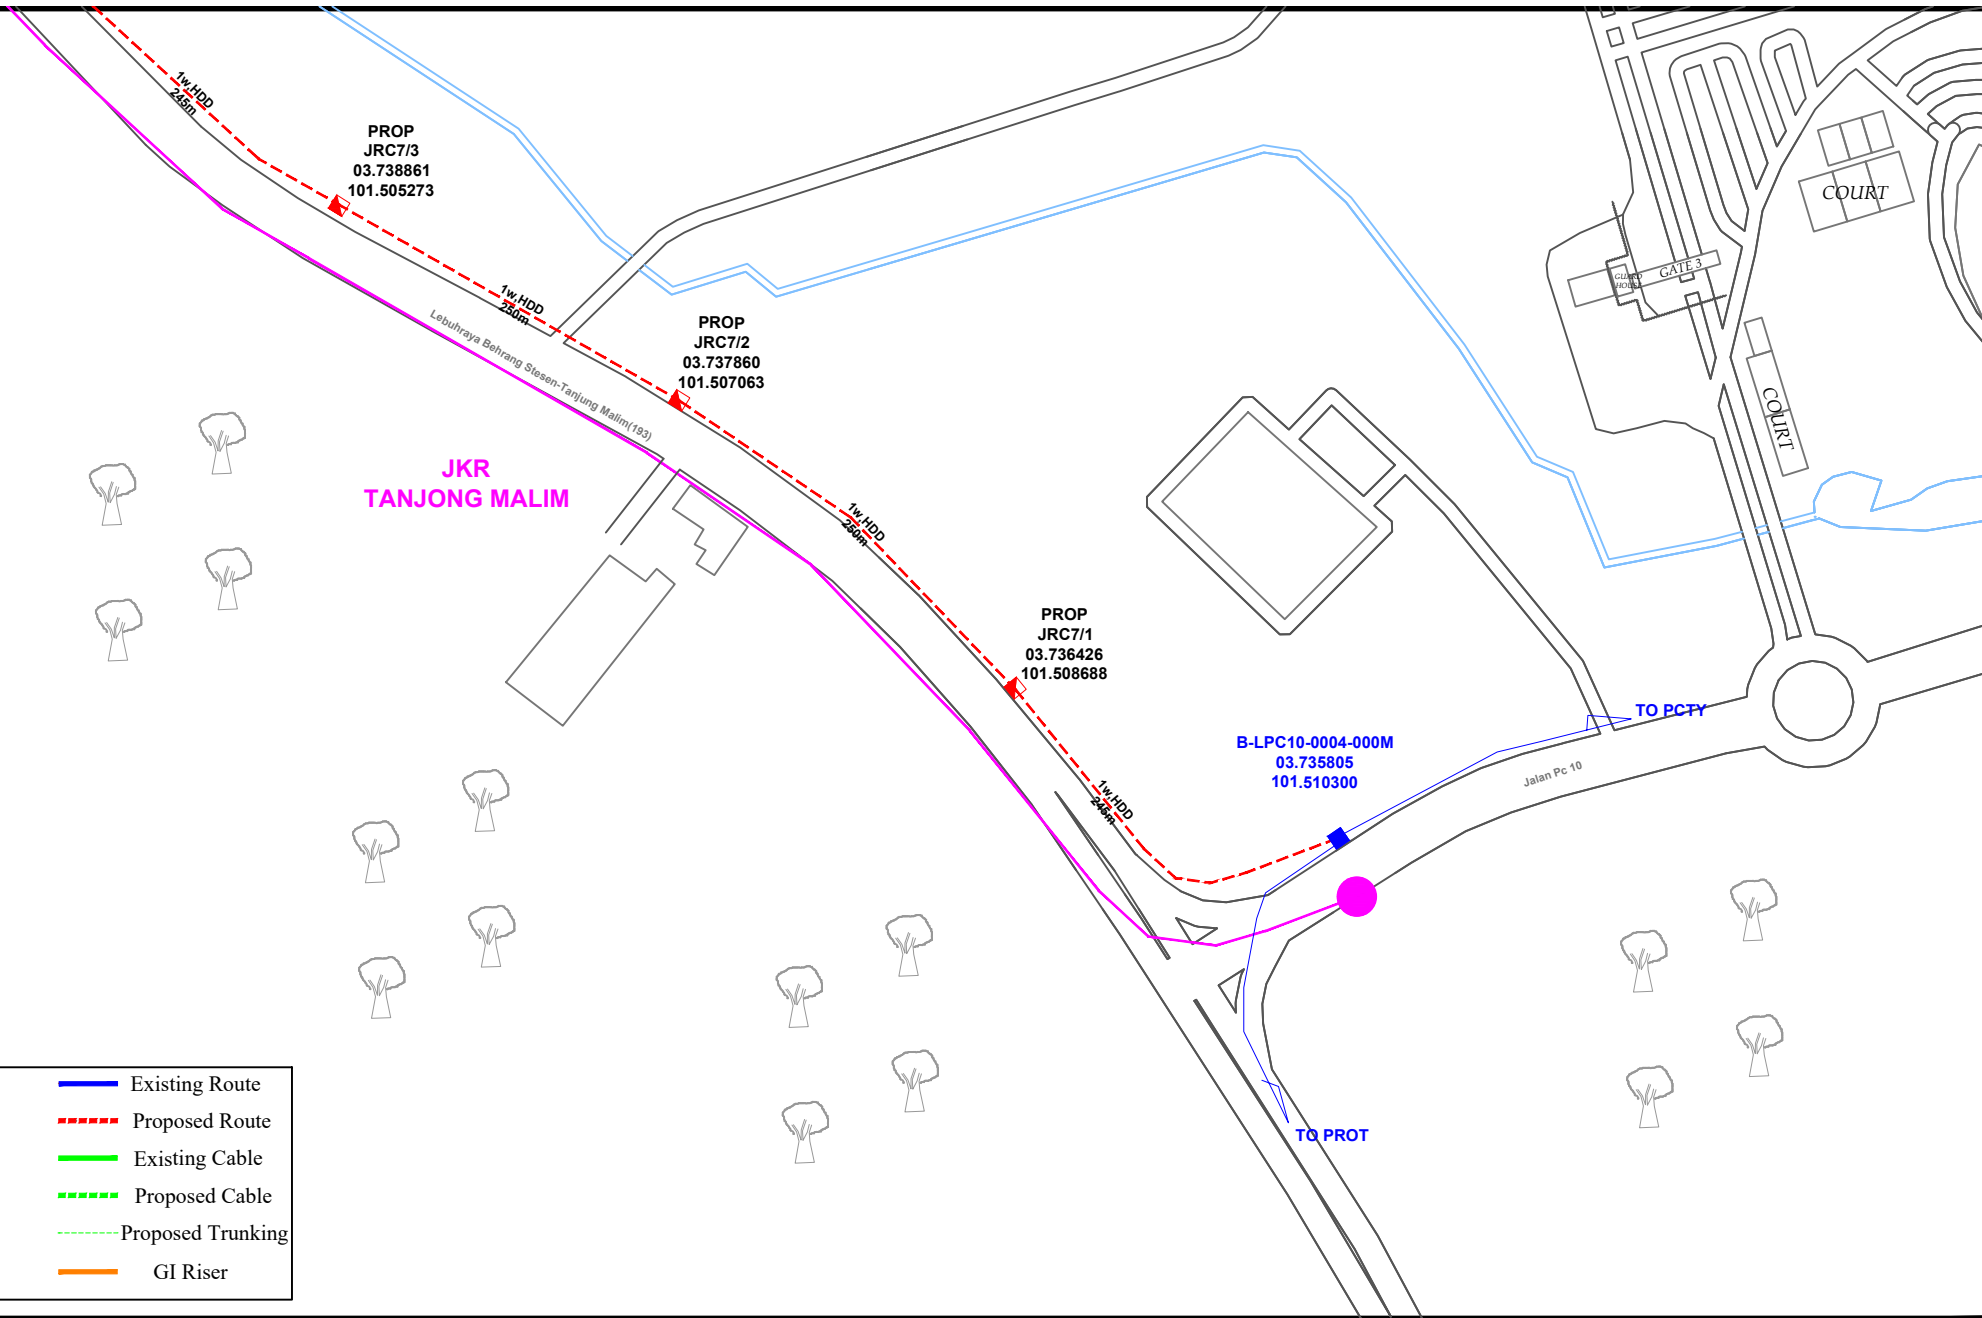 1w,HDD
245m
PROP
JRC7/3
03.738861
101.505273
1w,HDD
250m
Lebuhraya Behrang Stesen-Tanjung Malim(193)
PROP
JRC7/2
03.737860
101.507063
JKR
TANJONG MALIM
1w,HDD
250m
PROP
JRC7/1
03.736426
101.508688
1w,HDD
245m
B-LPC10-0004-000M
03.735805
101.510300
TO PCTY
Jalan Pc 10
TO PROT
COURT
GUARD
HOUSE
GATE 3
COURT
Existing Route
Proposed Route
Existing Cable
Proposed Cable
Proposed Trunking
GI Riser